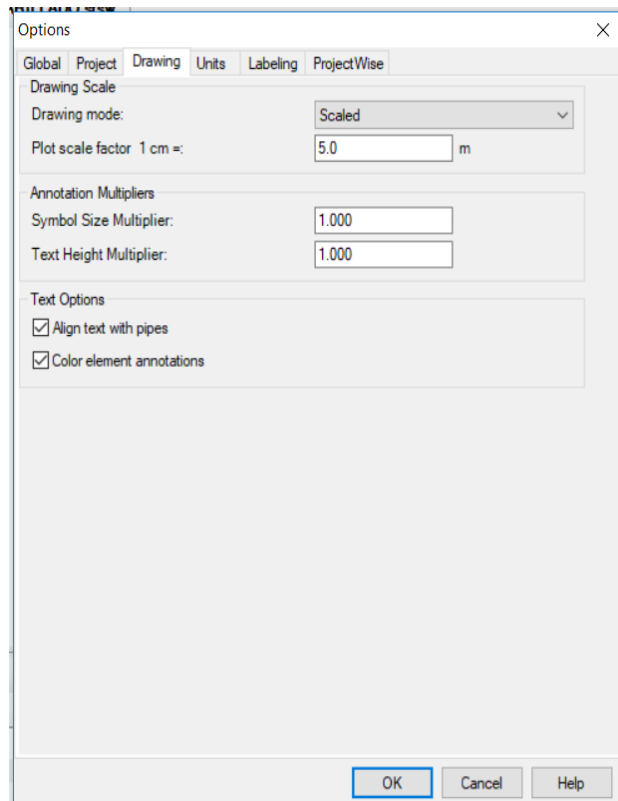 Options
Global Project Drawing Units Labeling ProjectWise
Drawing Scale
Drawing mode: Scaled
Plot scale factor 1 cm =: 5.0 m
Annotation Multipliers
Symbol Size Multiplier: 1.000
Text Height Multiplier: 1.000
Text Options
Align text with pipes
Color element annotations
OK Cancel Help